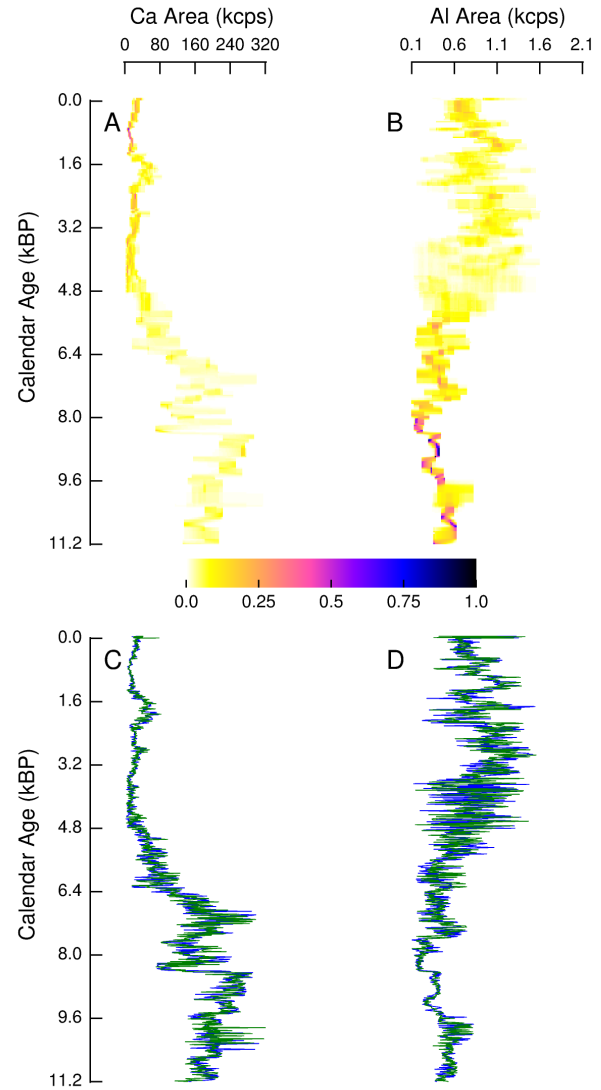 Ca Area (kcps) Al Area (kcps)
0 80 160 240 320 0.1 0.6 1.1 1.6 2.1
0.0
A B
1.6
3.2
4.8
6.4
8.0
9.6
11.2
Calendar Age (kBP)
0.0 0.25 0.5 0.75 1.0
0.0
C D
1.6
3.2
4.8
6.4
8.0
9.6
11.2
Calendar Age (kBP)